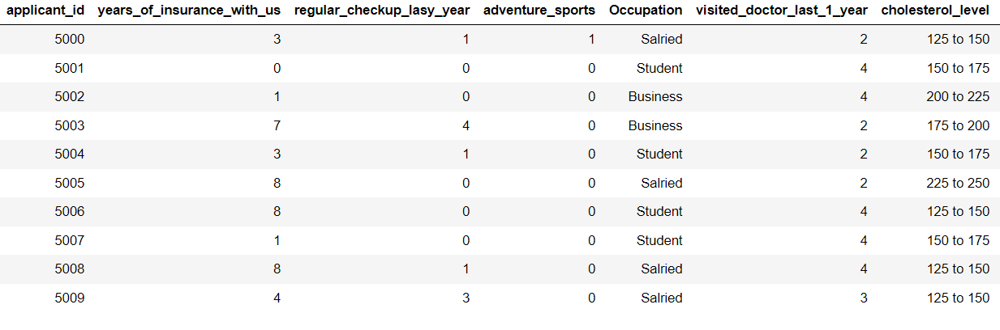 applicant_id years_of_insurance_with_us regular_checkup_lasy_year adventure_sports Occupation visited_doctor_last_1_year cholesterol_level
5000 3 1 1 Salried 2 125 to 150
5001 0 0 0 Student 4 150 to 175
5002 1 0 0 Business 4 200 to 225
5003 7 4 0 Business 2 175 to 200
5004 3 1 0 Student 2 150 to 175
5005 8 0 0 Salried 2 225 to 250
5006 8 0 0 Student 4 125 to 150
5007 1 0 0 Student 4 150 to 175
5008 8 1 0 Salried 4 125 to 150
5009 4 3 0 Salried 3 125 to 150